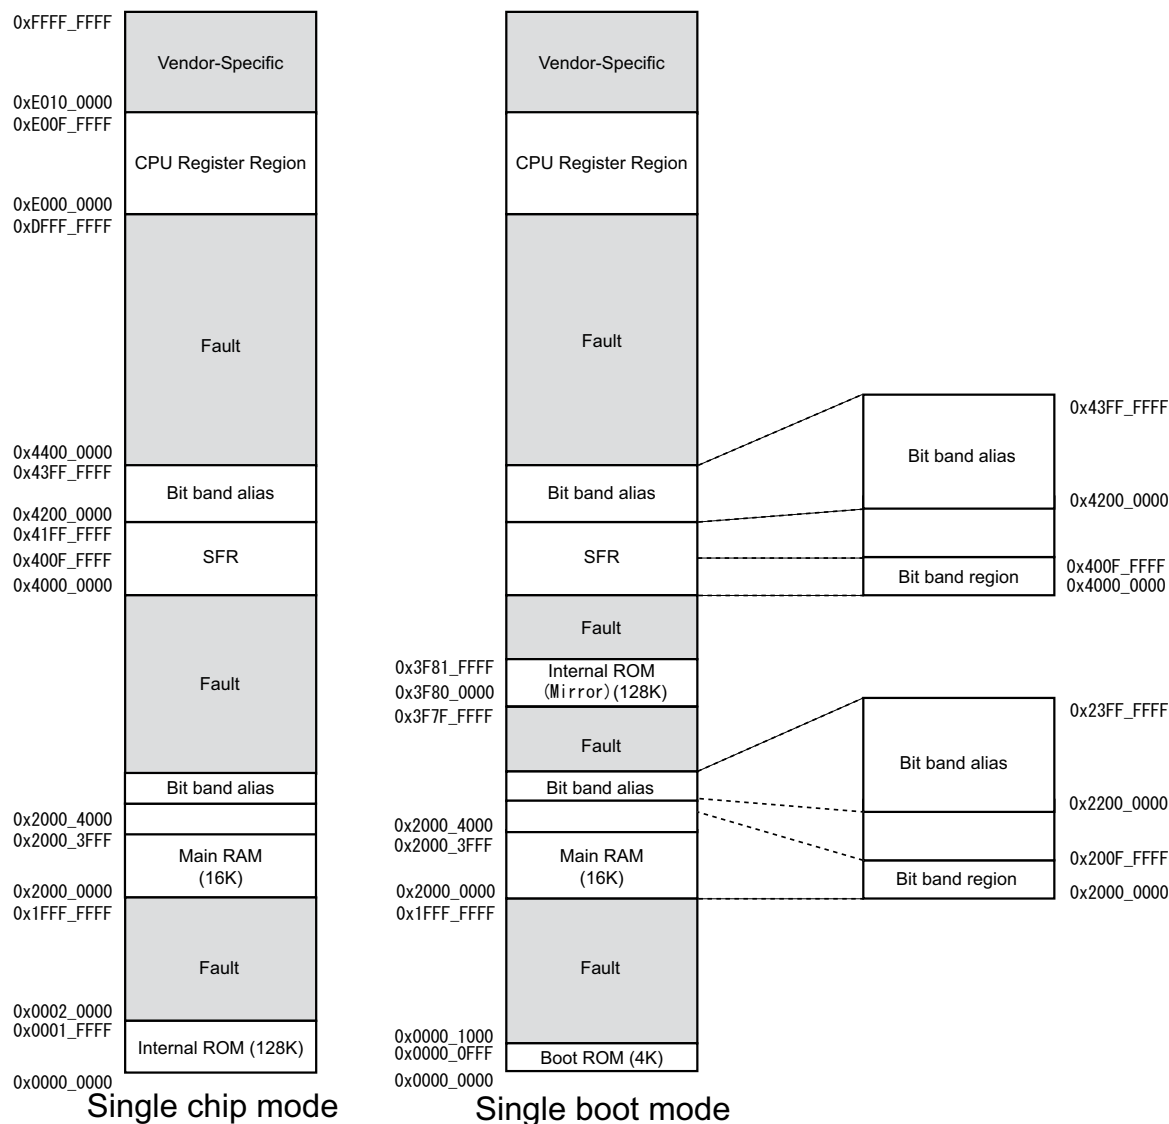 0xFFFF_FFFF
Vendor-Specific
0xE010_0000
0xE00F_FFFF
CPU Register Region
0xE000_0000
0xDFFF_FFFF
Fault
0x4400_0000
0x43FF_FFFF
Bit band alias
0x4200_0000
0x41FF_FFFF
SFR
0x400F_FFFF
0x4000_0000
Fault
Bit band alias
0x2000_4000
0x2000_3FFF
Main RAM
(16K)
0x2000_0000
0x1FFF_FFFF
Fault
0x0002_0000
0x0001_FFFF
Internal ROM (128K)
0x0000_0000
Single chip mode
Vendor-Specific
CPU Register Region
Fault
Bit band alias
SFR
Fault
0x3F81_FFFF
Internal ROM
(Mirror)(128K)
0x3F80_0000
0x3F7F_FFFF
Fault
Bit band alias
0x2000_4000
0x2000_3FFF
Main RAM
(16K)
0x2000_0000
0x1FFF_FFFF
Fault
0x0000_1000
0x0000_0FFF
Boot ROM (4K)
0x0000_0000
Single boot mode
0x43FF_FFFF
Bit band alias
0x4200_0000
0x400F_FFFF
Bit band region
0x4000_0000
0x23FF_FFFF
Bit band alias
0x2200_0000
0x200F_FFFF
Bit band region
0x2000_0000